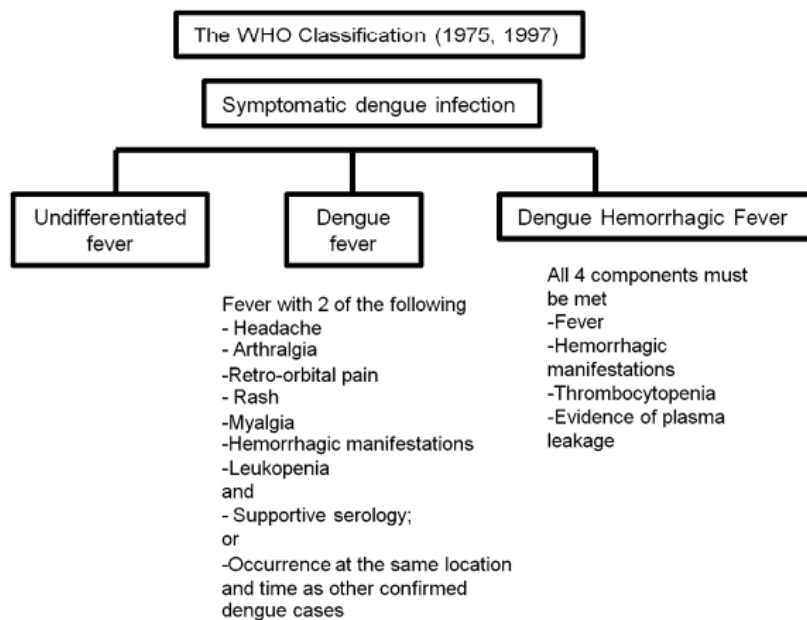 The WHO Classification (1975, 1997)
Symptomatic dengue infection
Undifferentiated
fever
Dengue
fever
Dengue Hemorrhagic Fever
Fever with 2 of the following
- Headache
- Arthralgia
-Retro-orbital pain
- Rash
-Myalgia
-Hemorrhagic manifestations
-Leukopenia
and
- Supportive serology;
or
-Occurrence at the same location
and time as other confirmed
dengue cases
All 4 components must
be met
-Fever
-Hemorrhagic
manifestations
-Thrombocytopenia
-Evidence of plasma
leakage